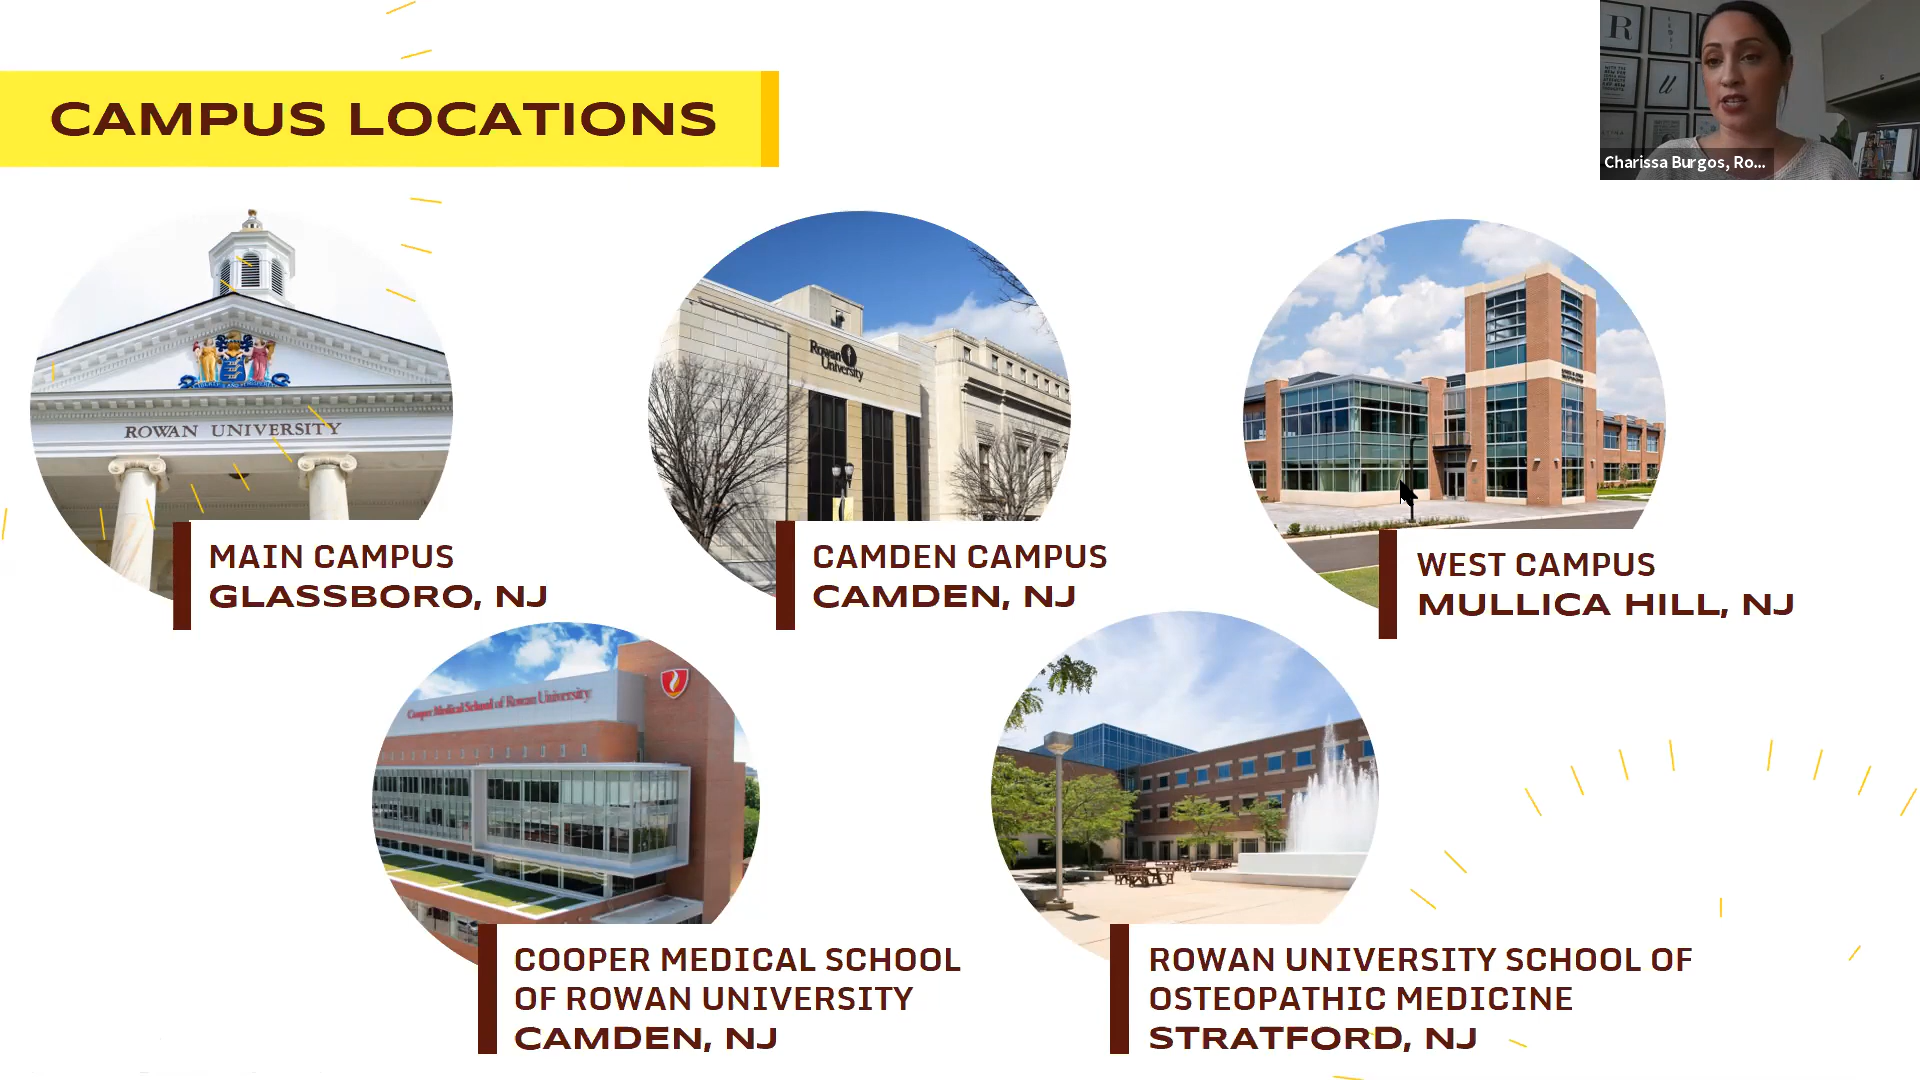 CAMPUS LOCATIONS
Charissa Burgos, Ro...
ROWAN UNIVERSITY
Rowan
University
MAIN CAMPUS
GLASSBORO, NJ
CAMDEN CAMPUS
CAMDEN, NJ
WEST CAMPUS
MULLICA HILL, NJ
Cooper Medical School of Rowan University
COOPER MEDICAL SCHOOL
OF ROWAN UNIVERSITY
CAMDEN, NJ
ROWAN UNIVERSITY SCHOOL OF
OSTEOPATHIC MEDICINE
STRATFORD, NJ